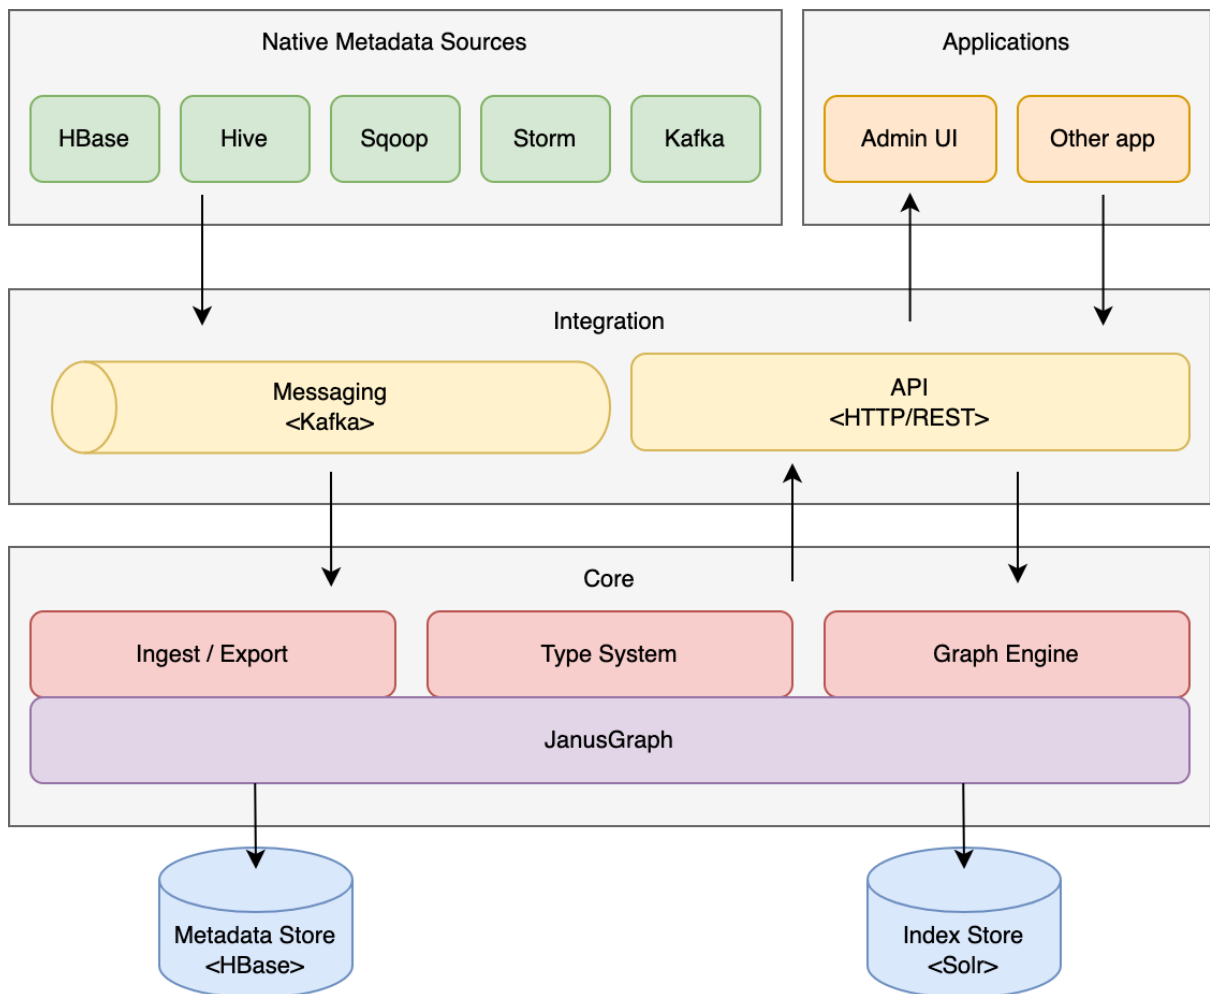 Native Metadata Sources
HBase
Hive
Sqoop
Storm
Kafka
Applications
Admin UI
Other app
Integration
Messaging
<Kafka>
API
<HTTP/REST>
Core
Ingest / Export
Type System
Graph Engine
JanusGraph
Metadata Store
<HBase>
Index Store
<Solr>